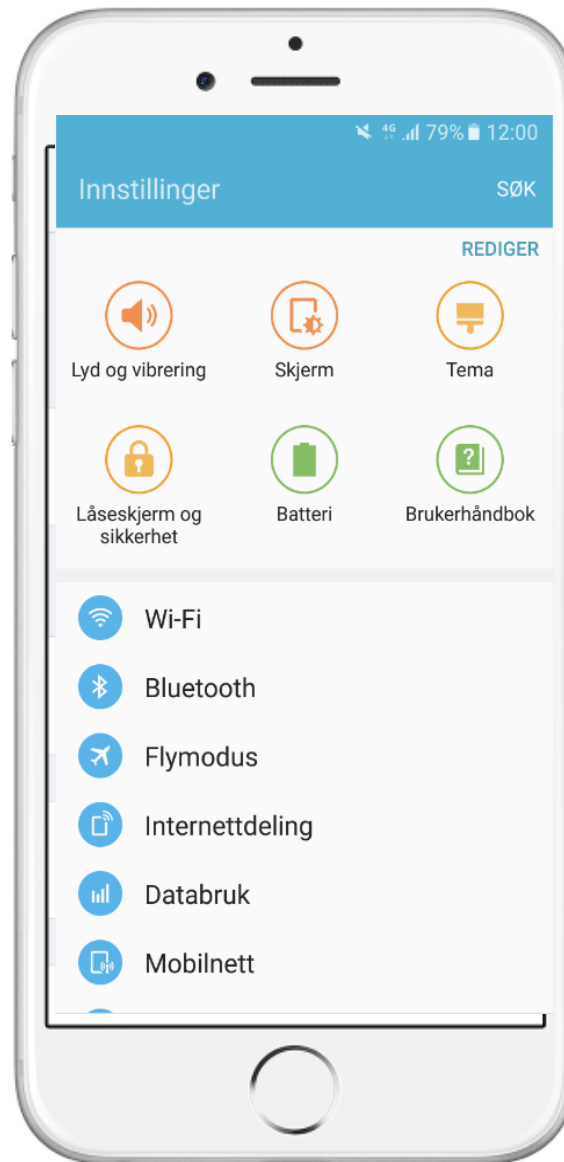 4G 79% 12:00
Innstillinger SØK
REDIGER
Lyd og vibrering Skjerm Tema
Låseskjerm og sikkerhet Batteri Brukerhåndbok
Wi-Fi
Bluetooth
Flymodus
Internettdeling
Databruk
Mobilnett